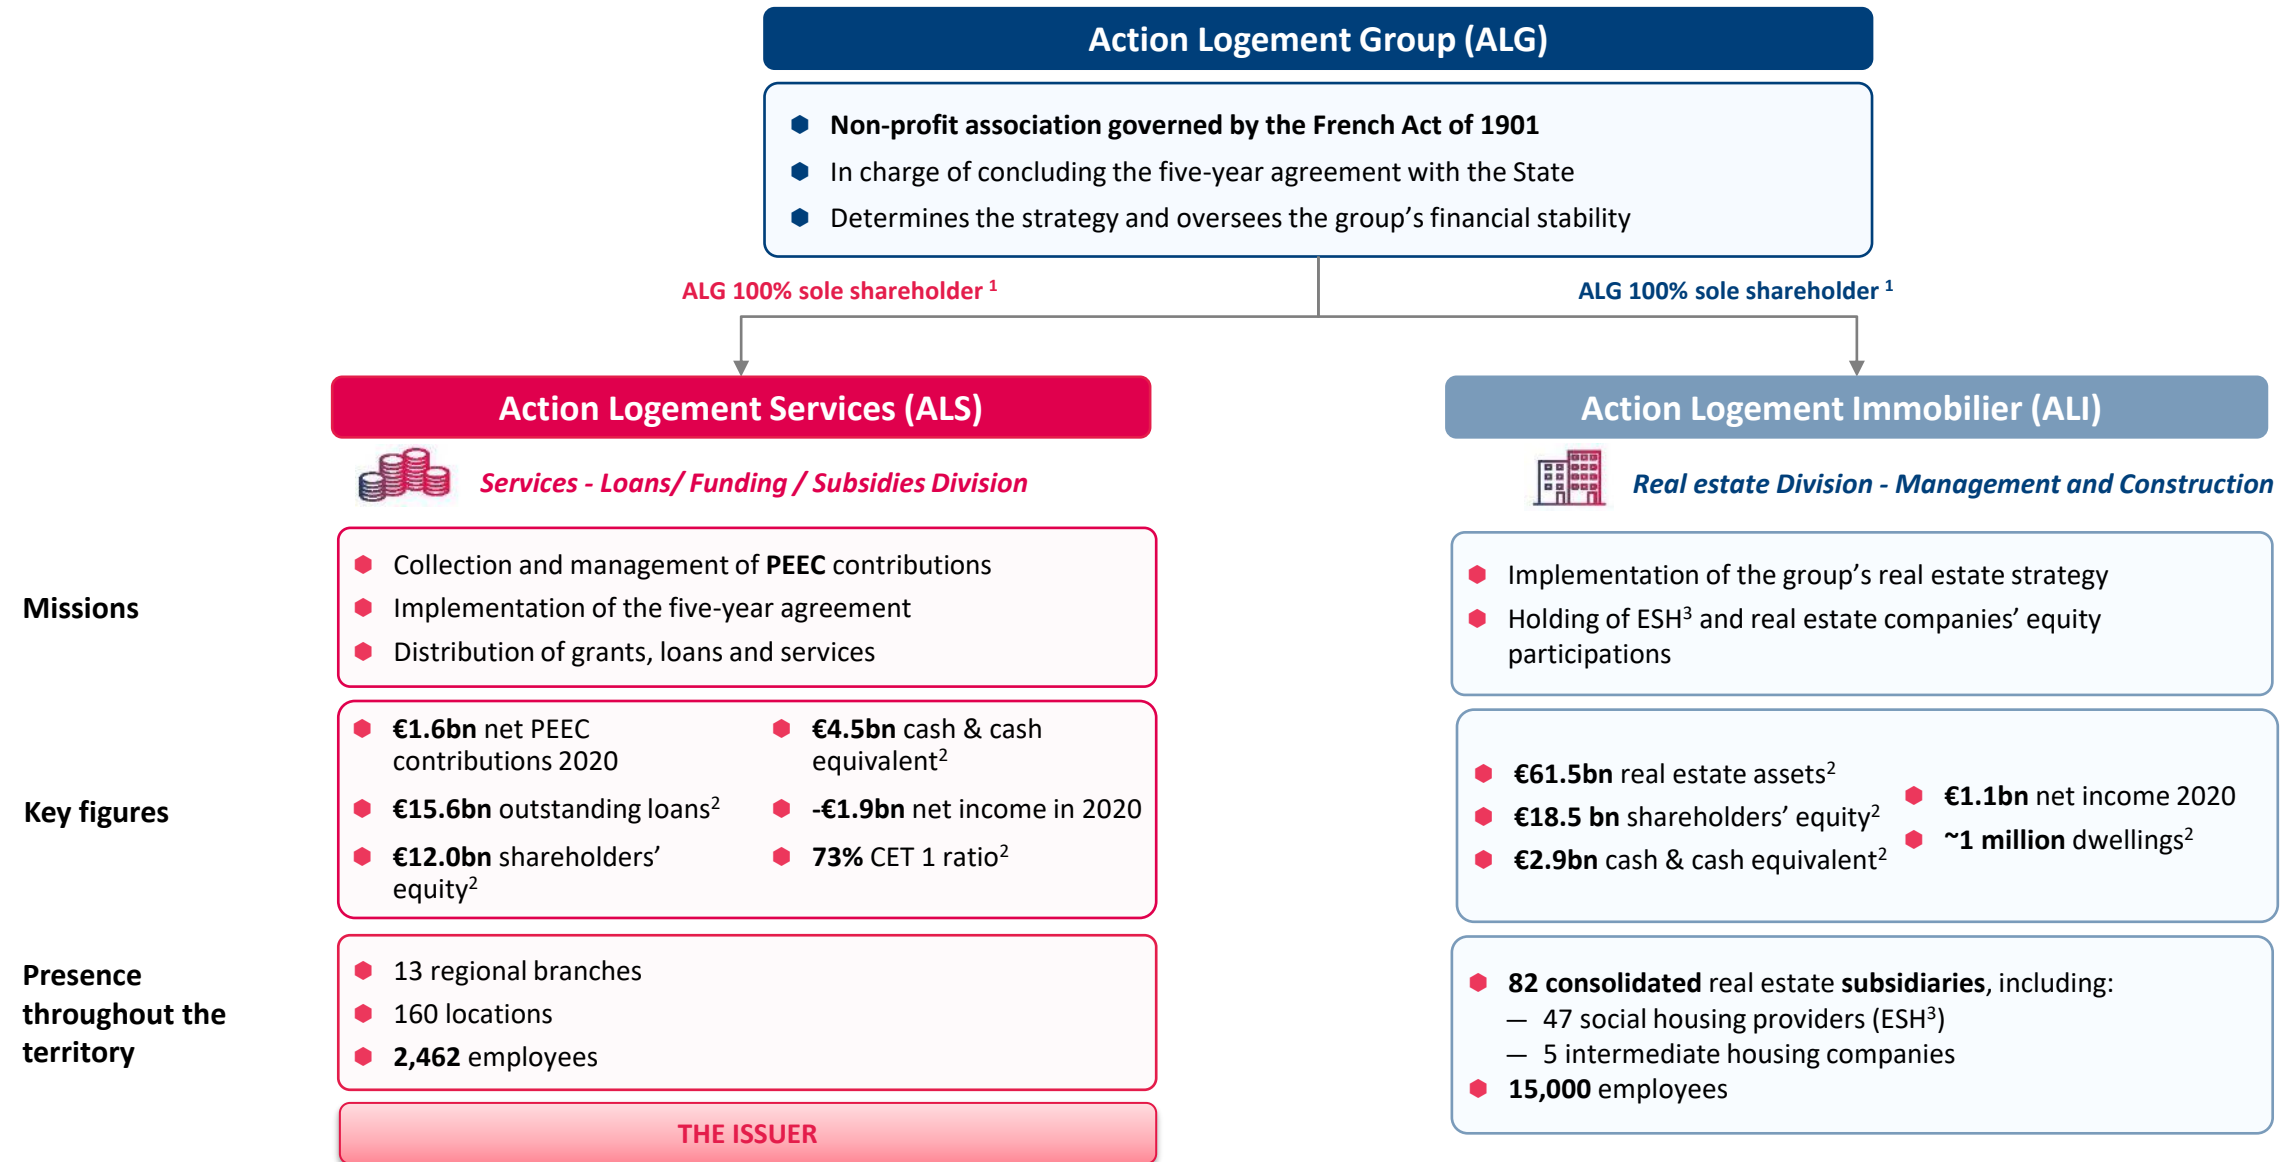 Action Logement Group (ALG)
Non-profit association governed by the French Act of 1901
In charge of concluding the five-year agreement with the State
Determines the strategy and oversees the group’s financial stability
ALG 100% sole shareholder 1
ALG 100% sole shareholder 1
Action Logement Services (ALS)
Services - Loans/ Funding / Subsidies Division
Action Logement Immobilier (ALI)
Real estate Division - Management and Construction
Missions
Collection and management of PEEC contributions
Implementation of the five-year agreement
Distribution of grants, loans and services
Implementation of the group’s real estate strategy
Holding of ESH3 and real estate companies’ equity
participations
Key figures
€1.6bn net PEEC
contributions 2020
€15.6bn outstanding loans2
€12.0bn shareholders’
equity2
€4.5bn cash & cash
equivalent2
-€1.9bn net income in 2020
73% CET 1 ratio2
€61.5bn real estate assets2
€18.5 bn shareholders’ equity2
€2.9bn cash & cash equivalent2
€1.1bn net income 2020
~1 million dwellings2
Presence
throughout the
territory
13 regional branches
160 locations
2,462 employees
82 consolidated real estate subsidiaries, including:
— 47 social housing providers (ESH3)
— 5 intermediate housing companies
15,000 employees
THE ISSUER